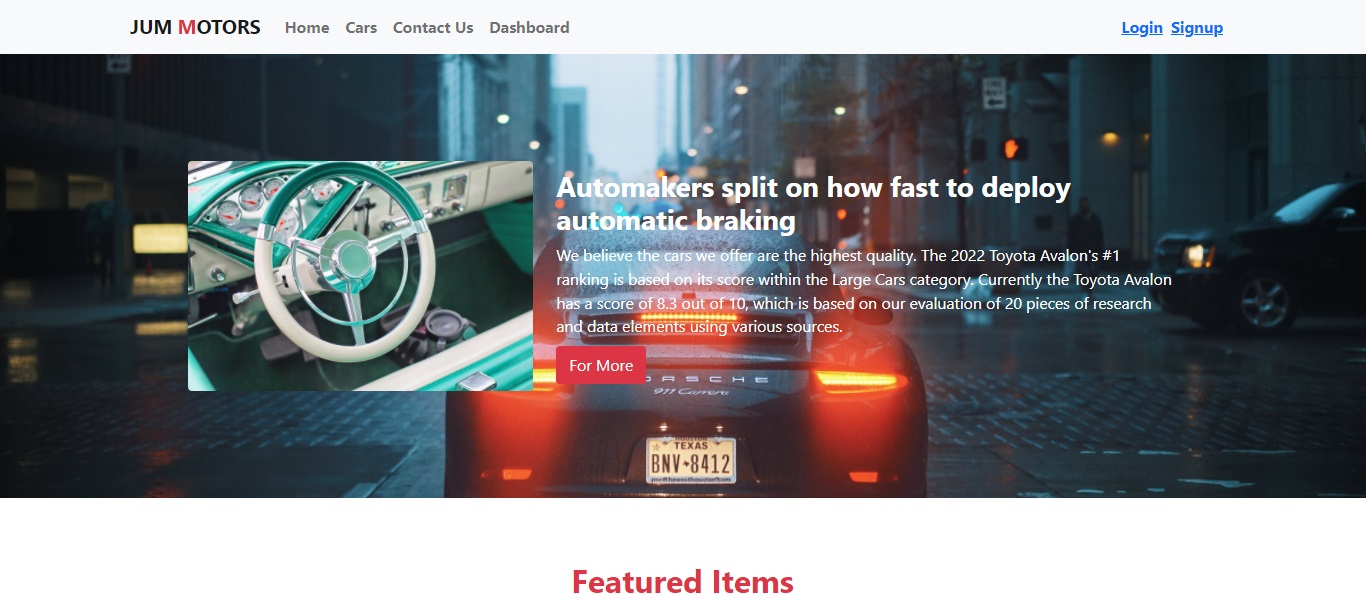 JUM MOTORS Home Cars Contact Us Dashboard Login Signup
Automakers split on how fast to deploy
automatic braking
We believe the cars we offer are the highest quality. The 2022 Toyota Avalon's #1
ranking is based on its score within the Large Cars category. Currently the Toyota Avalon
has a score of 8.3 out of 10, which is based on our evaluation of 20 pieces of research
and data elements using various sources.
For More
PORSCHE
911 Carrera
HOUSTON
TEXAS
BNV-8412
Featured Items